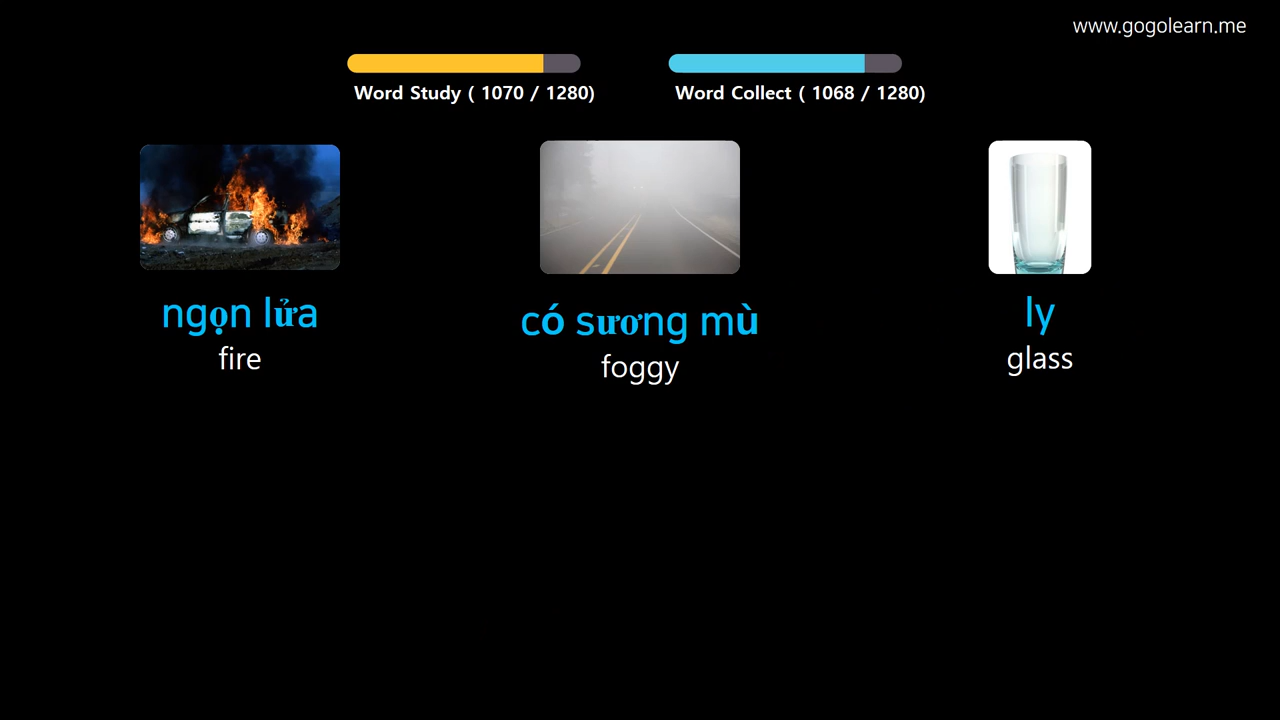 www.gogolearn.me
Word Study ( 1070 / 1280)
Word Collect ( 1068 / 1280)
ngọn lửa
fire
có sương mù
foggy
ly
glass